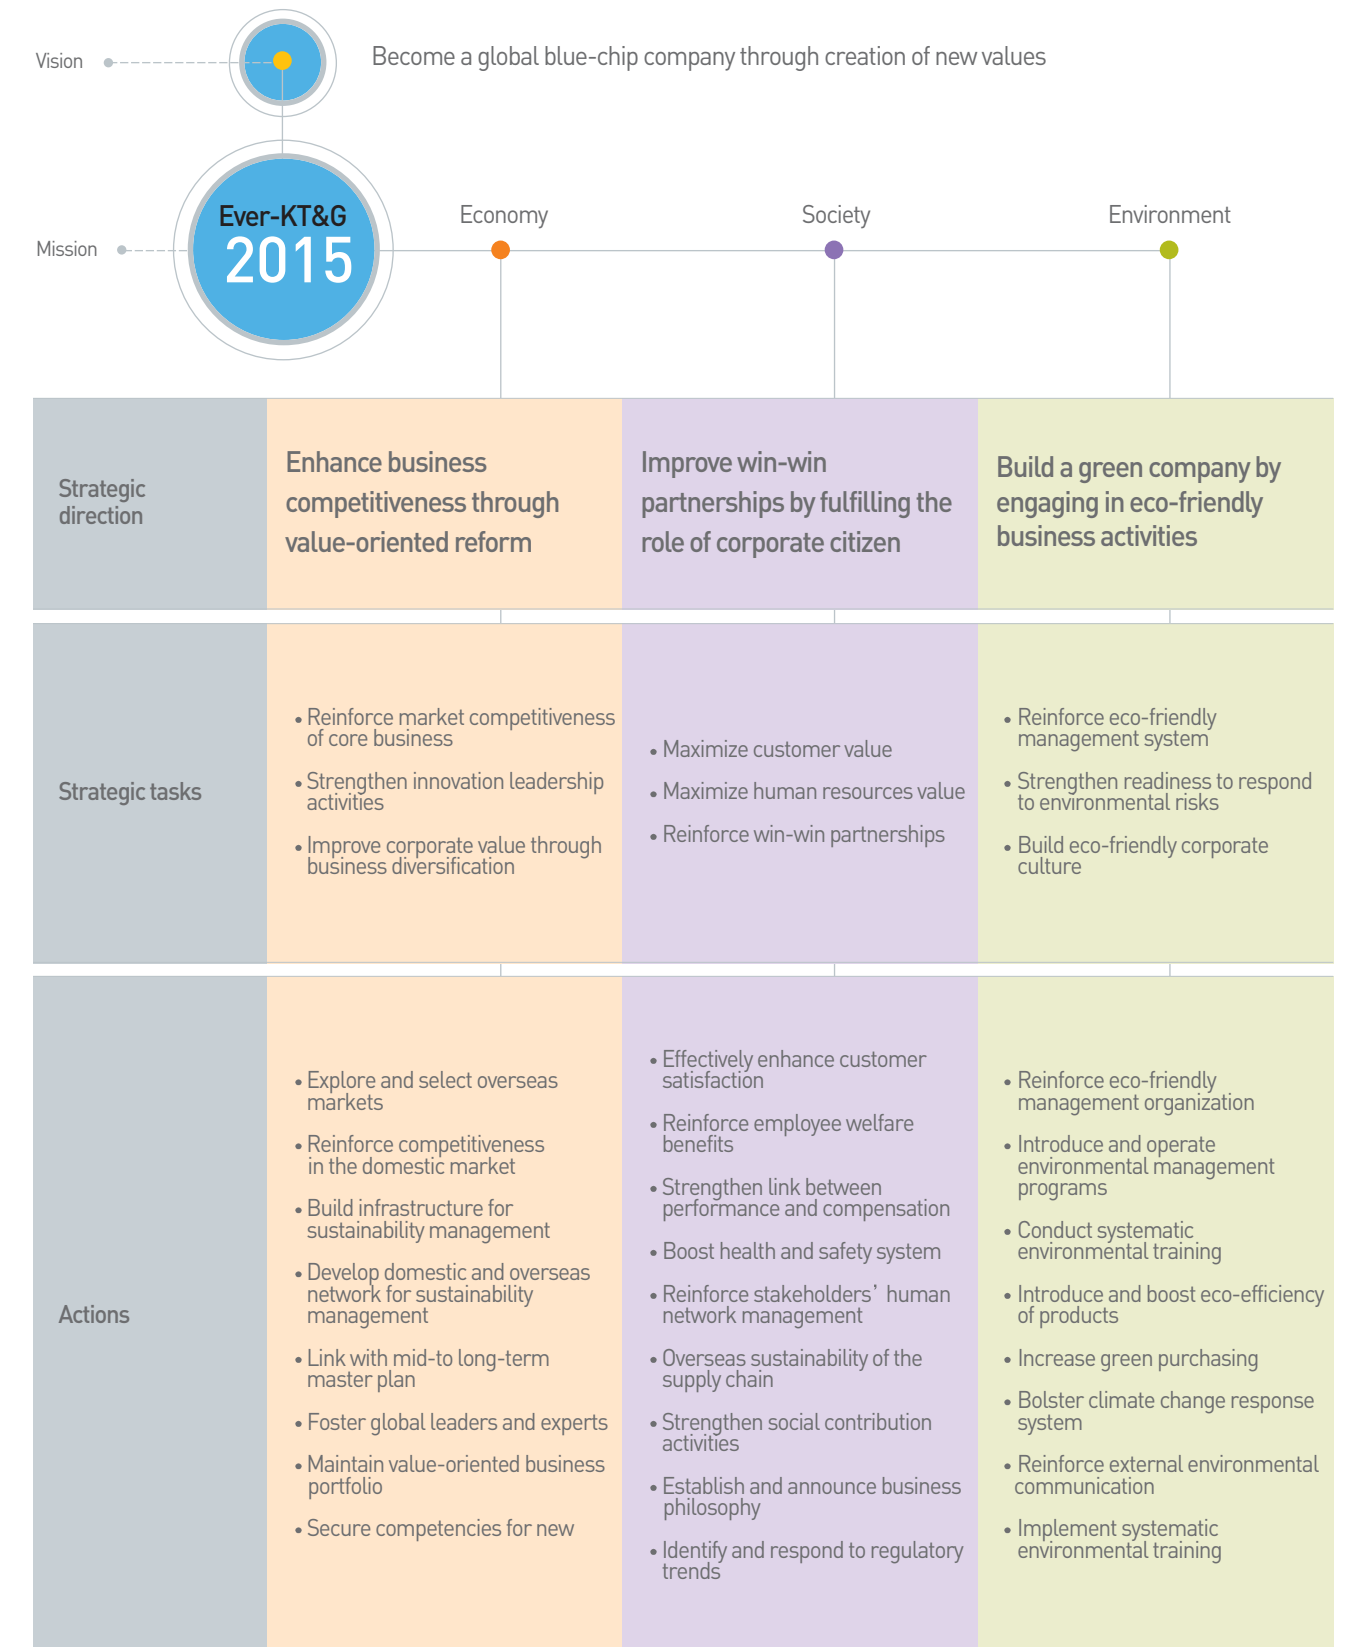 Vision
Become a global blue-chip company through creation of new values
Ever-KT&G
2015
Mission
Economy
Society
Environment
Strategic
direction
Enhance business
competitiveness through
value-oriented reform
Improve win-win
partnerships by fulfilling the
role of corporate citizen
Build a green company by
engaging in eco-friendly
business activities
Strategic tasks
• Reinforce market competitiveness
of core business
• Strengthen innovation leadership
activities
• Improve corporate value through
business diversification
• Maximize customer value
• Maximize human resources value
• Reinforce win-win partnerships
• Reinforce eco-friendly
management system
• Strengthen readiness to respond
to environmental risks
• Build eco-friendly corporate
culture
Actions
• Explore and select overseas
markets
• Reinforce competitiveness
in the domestic market
• Build infrastructure for
sustainability management
• Develop domestic and overseas
network for sustainability
management
• Link with mid-to long-term
master plan
• Foster global leaders and experts
• Maintain value-oriented business
portfolio
• Secure competencies for new
• Effectively enhance customer
satisfaction
• Reinforce employee welfare
benefits
• Strengthen link between
performance and compensation
• Boost health and safety system
• Reinforce stakeholders’ human
network management
• Overseas sustainability of the
supply chain
• Strengthen social contribution
activities
• Establish and announce business
philosophy
• Identify and respond to regulatory
trends
• Reinforce eco-friendly
management organization
• Introduce and operate
environmental management
programs
• Conduct systematic
environmental training
• Introduce and boost eco-efficiency
of products
• Increase green purchasing
• Bolster climate change response
system
• Reinforce external environmental
communication
• Implement systematic
environmental training